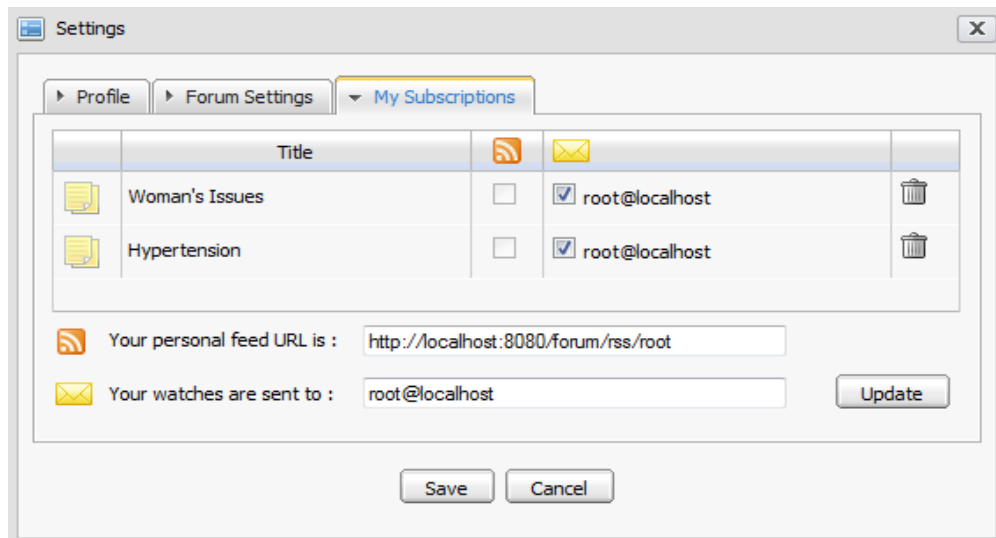 Settings
Profile Forum Settings My Subscriptions
Title
Woman's Issues root@localhost
Hypertension root@localhost
Your personal feed URL is : http://localhost:8080/forum/rss/root
Your watches are sent to : root@localhost Update
Save Cancel